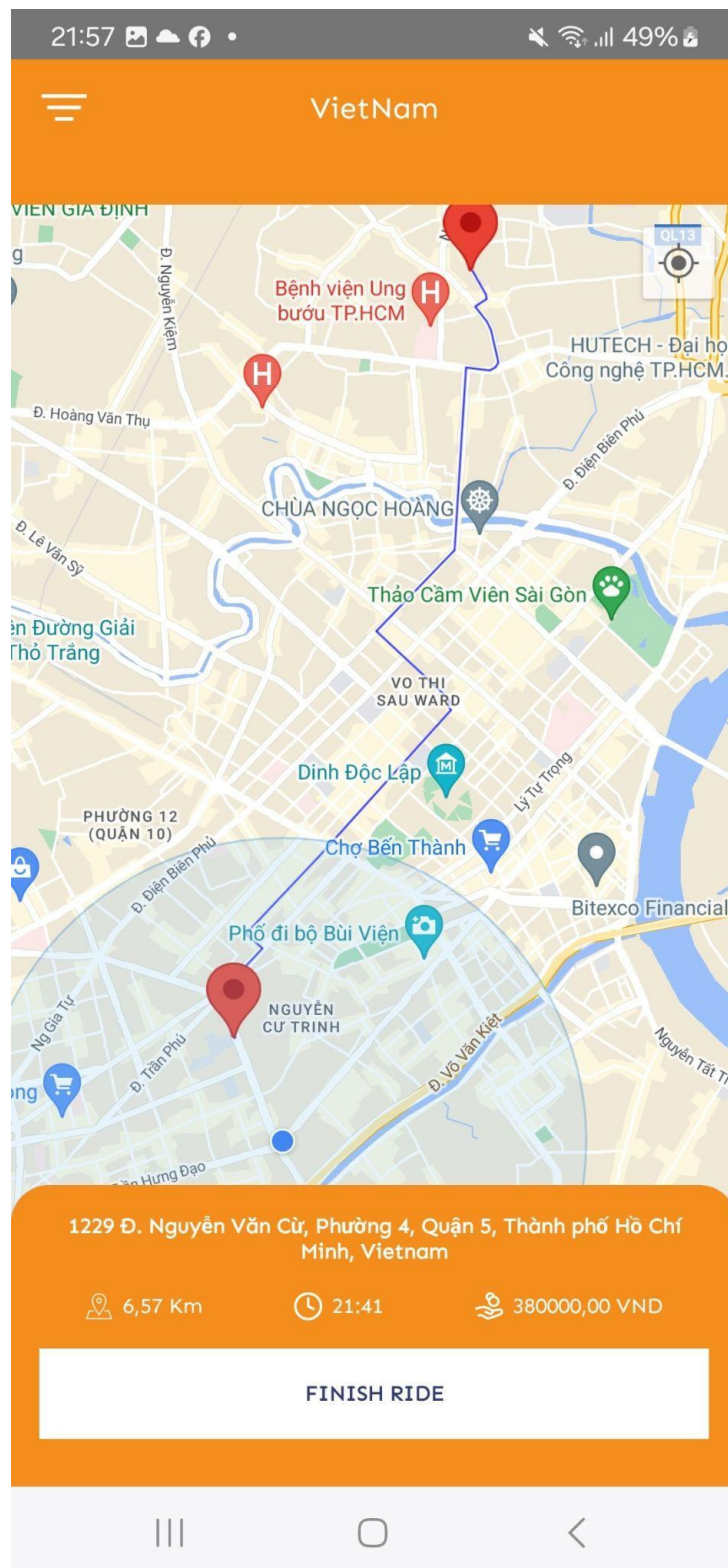 21:57
49%
VietNam
VIÊN GIA ĐỊNH
QL13
Đ. Nguyễn Kiệm
Bệnh viện Ung
bướu TP.HCM
H
HUTECH - Đại họ
Công nghệ TP.HCM.
H
Đ. Hoàng Văn Thụ
Đ. Điện Biên Phủ
CHÙA NGỌC HOÀNG
Đ. Lê Văn Sỹ
Thảo Cầm Viên Sài Gòn
ên Đường Giải
Thỏ Trắng
VO THI
SAU WARD
Dinh Độc Lập
M
Lý Tự Trọng
PHƯỜNG 12
(QUẬN 10)
Chợ Bến Thành
Đ. Điện Biên Phủ
Bitexco Financial
Phố đi bộ Bùi Viện
NGUYỄN
CƯ TRINH
Ng Gia Tự
Đ. Trần Phú
Đ. Võ Văn Kiệt
Nguyễn Tất T
ong
ần Hưng Đạo
1229 Đ. Nguyễn Văn Cừ, Phường 4, Quận 5, Thành phố Hồ Chí
Minh, Vietnam
6,57 Km
21:41
380000,00 VND
FINISH RIDE